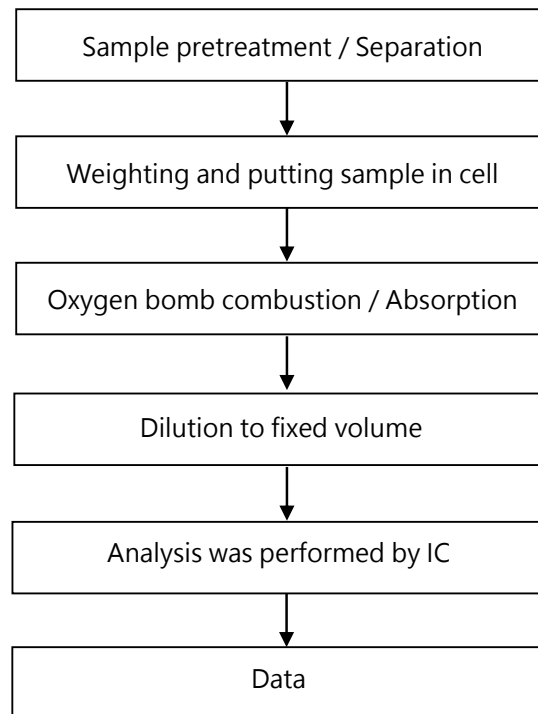 Sample pretreatment / Separation
Weighting and putting sample in cell
Oxygen bomb combustion / Absorption
Dilution to fixed volume
Analysis was performed by IC
Data